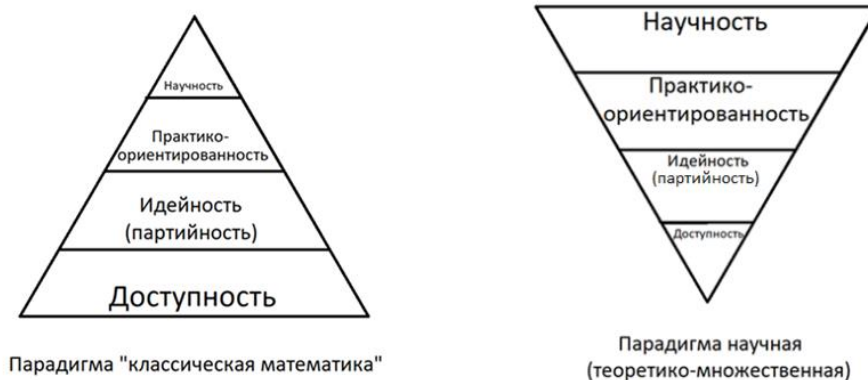 Научность
Практико-
ориентированность
Идейность
(партийность)
Доступность
Парадигма "классическая математика"
Научность
Практико-
ориентированность
Идейность
(партийность)
Доступность
Парадигма научная
(теоретико-множественная)